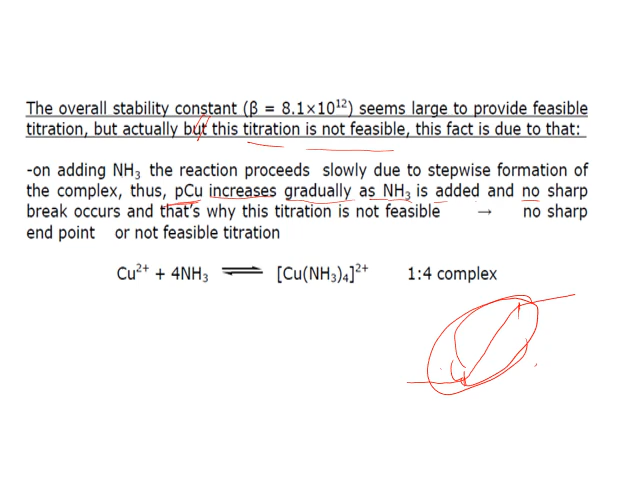 The overall stability constant (β = 8.1×10¹²) seems large to provide feasible
titration, but actually but this titration is not feasible, this fact is due to that:
-on adding NH₃ the reaction proceeds slowly due to stepwise formation of
the complex, thus, pCu increases gradually as NH₃ is added and no sharp
break occurs and that's why this titration is not feasible → no sharp
end point or not feasible titration
Cu²⁺ + 4NH₃ ⇌ [Cu(NH₃)₄]²⁺ 1:4 complex